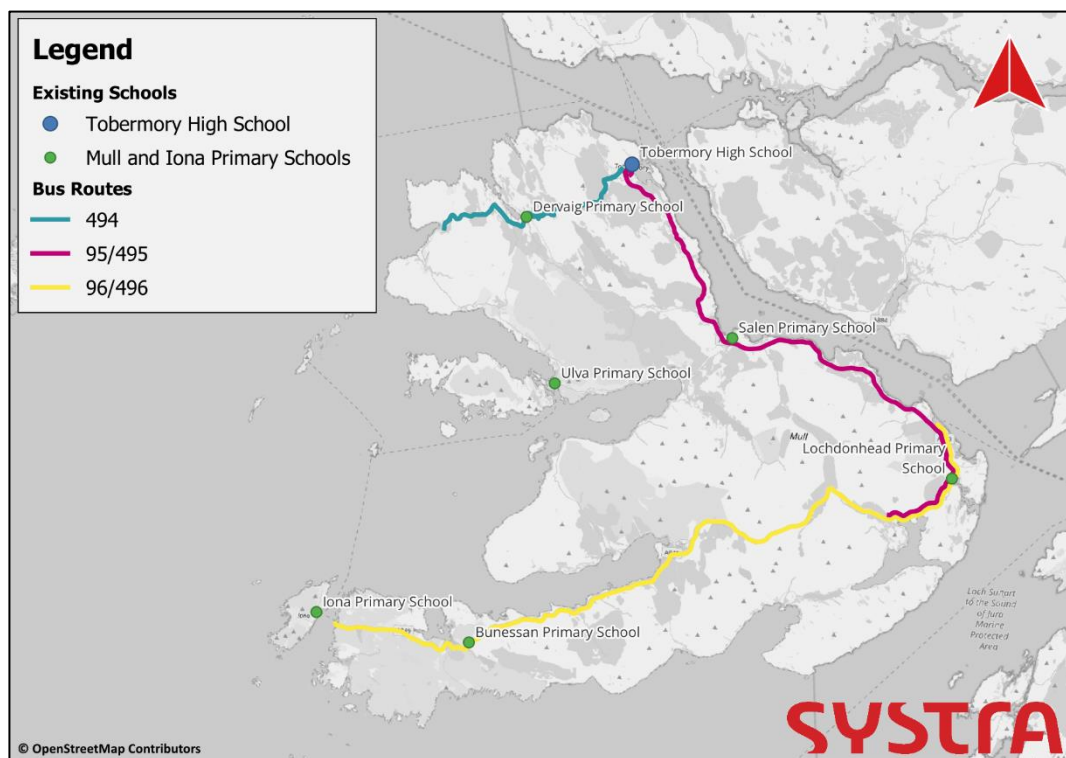 Legend
Existing Schools
Tobermory High School
Mull and Iona Primary Schools
Bus Routes
494
95/495
96/496
Tobermory High School
Dervaig Primary School
Salen Primary School
Ulva Primary School
Mull
Lochdonhead Primary
School
Iona Primary School
Bunessan Primary School
Loch Sunart
to the Sound
of Jura
Marine
Protected
Area
SYSTRA
© OpenStreetMap Contributors